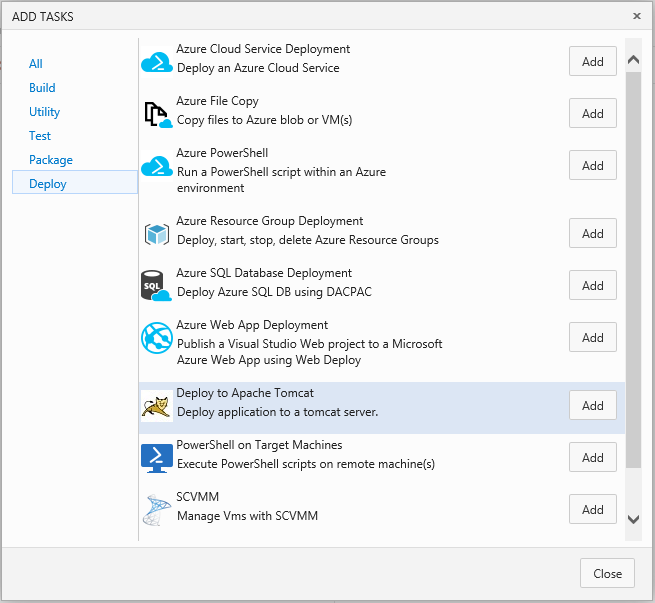 ADD TASKS
All
Build
Utility
Test
Package
Deploy
Azure Cloud Service Deployment
Deploy an Azure Cloud Service
Add
Azure File Copy
Copy files to Azure blob or VM(s)
Add
Azure PowerShell
Run a PowerShell script within an Azure
environment
Add
Azure Resource Group Deployment
Deploy, start, stop, delete Azure Resource Groups
Add
SQL
Azure SQL Database Deployment
Deploy Azure SQL DB using DACPAC
Add
Azure Web App Deployment
Publish a Visual Studio Web project to a Microsoft
Azure Web App using Web Deploy
Add
Deploy to Apache Tomcat
Deploy application to a tomcat server.
Add
PowerShell on Target Machines
Execute PowerShell scripts on remote machine(s)
Add
SCVMM
Manage Vms with SCVMM
Add
Close